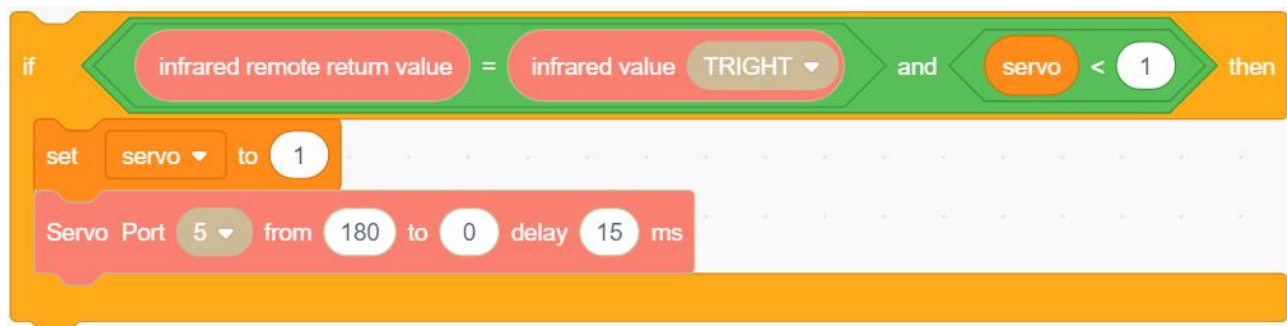 if infrared remote return value = infrared value TRIGHT and servo < 1 then
set servo to 1
Servo Port 5 from 180 to 0 delay 15 ms